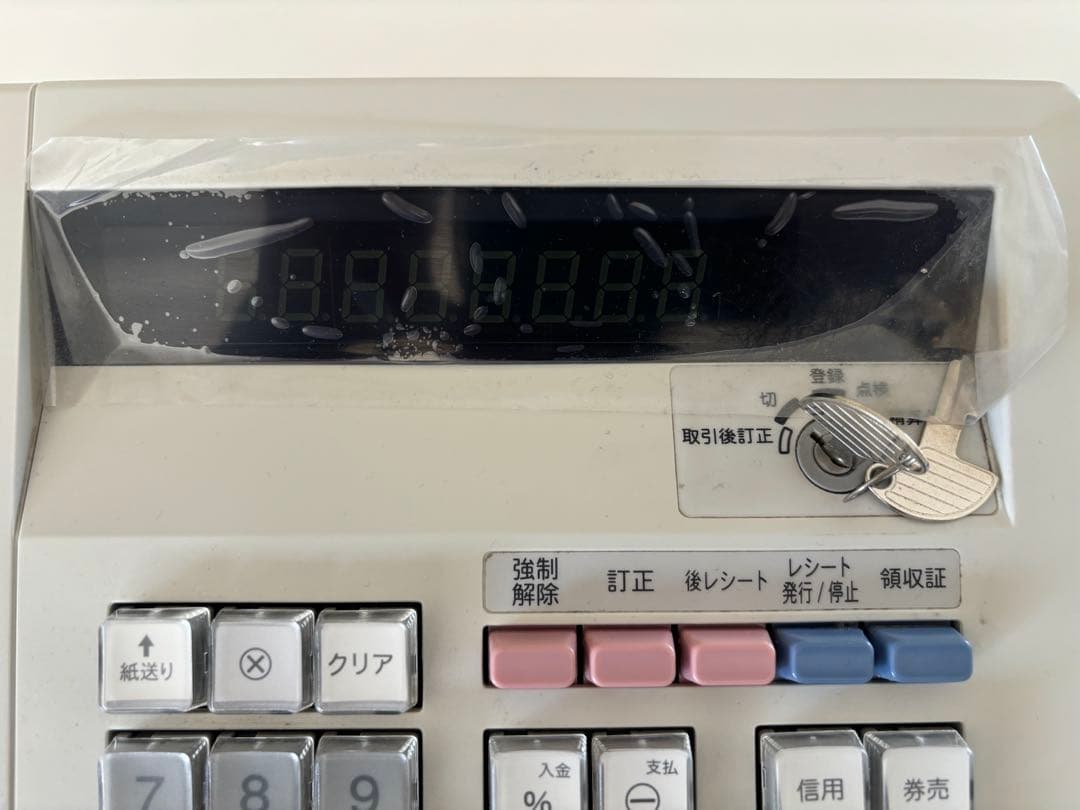 登録
切
点検
取引後訂正
精算
強制
解除
訂正
後レシート
レシート
発行/停止
領収証
↑
紙送り
⊗
クリア
7
8
9
入金
%
支払
⊖
信用
券売